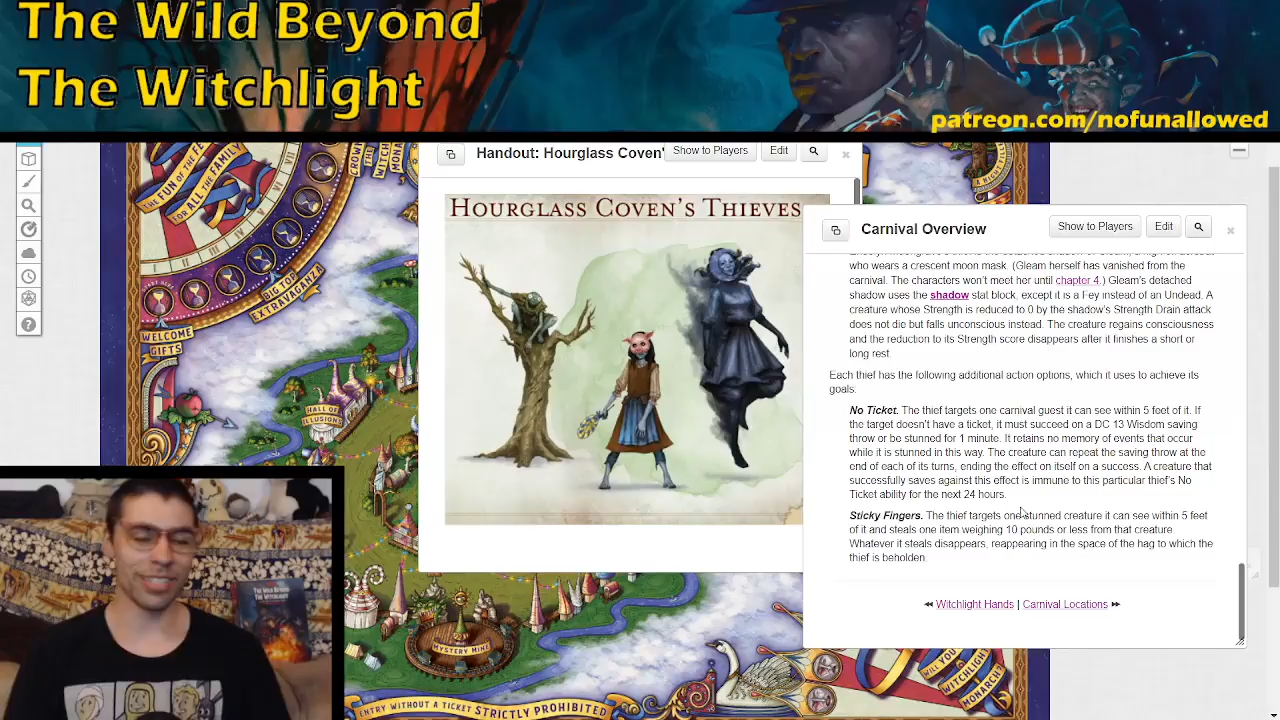 The Wild Beyond
The Witchlight
patreon.com/nofunallowed
THE FUN OF THE
FOR ALL THE FAMILY
CROWN
THE
WITCH
MONAR
BIG TOP
EXTRAVAGANZA
WELCOME
GIFTS
HALL OF
ILLUSIONS
MYSTERY MINE
ENTRY WITHOUT A TICKET STRICTLY PROHIBITED
WILL YOU
WITCHLIGHT
MONARCH?
Handout: Hourglass Coven'
Show to Players
Edit
HOURGLASS COVEN'S THIEVES
Carnival Overview
Show to Players
Edit
who wears a crescent moon mask. (Gleam herself has vanished from the
carnival. The characters won't meet her until chapter 4.) Gleam's detached
shadow uses the shadow stat block, except it is a Fey instead of an Undead. A
creature whose Strength is reduced to 0 by the shadow's Strength Drain attack
does not die but falls unconscious instead. The creature regains consciousness
and the reduction to its Strength score disappears after it finishes a short or
long rest.
Each thief has the following additional action options, which it uses to achieve its
goals:
No Ticket. The thief targets one carnival guest it can see within 5 feet of it. If
the target doesn't have a ticket, it must succeed on a DC 13 Wisdom saving
throw or be stunned for 1 minute. It retains no memory of events that occur
while it is stunned in this way. The creature can repeat the saving throw at the
end of each of its turns, ending the effect on itself on a success. A creature that
successfully saves against this effect is immune to this particular thief's No
Ticket ability for the next 24 hours.
Sticky Fingers. The thief targets one stunned creature it can see within 5 feet
of it and steals one item weighing 10 pounds or less from that creature.
Whatever it steals disappears, reappearing in the space of the hag to which the
thief is beholden.
Witchlight Hands | Carnival Locations
THE WILD BEYOND
THE WITCHLIGHT